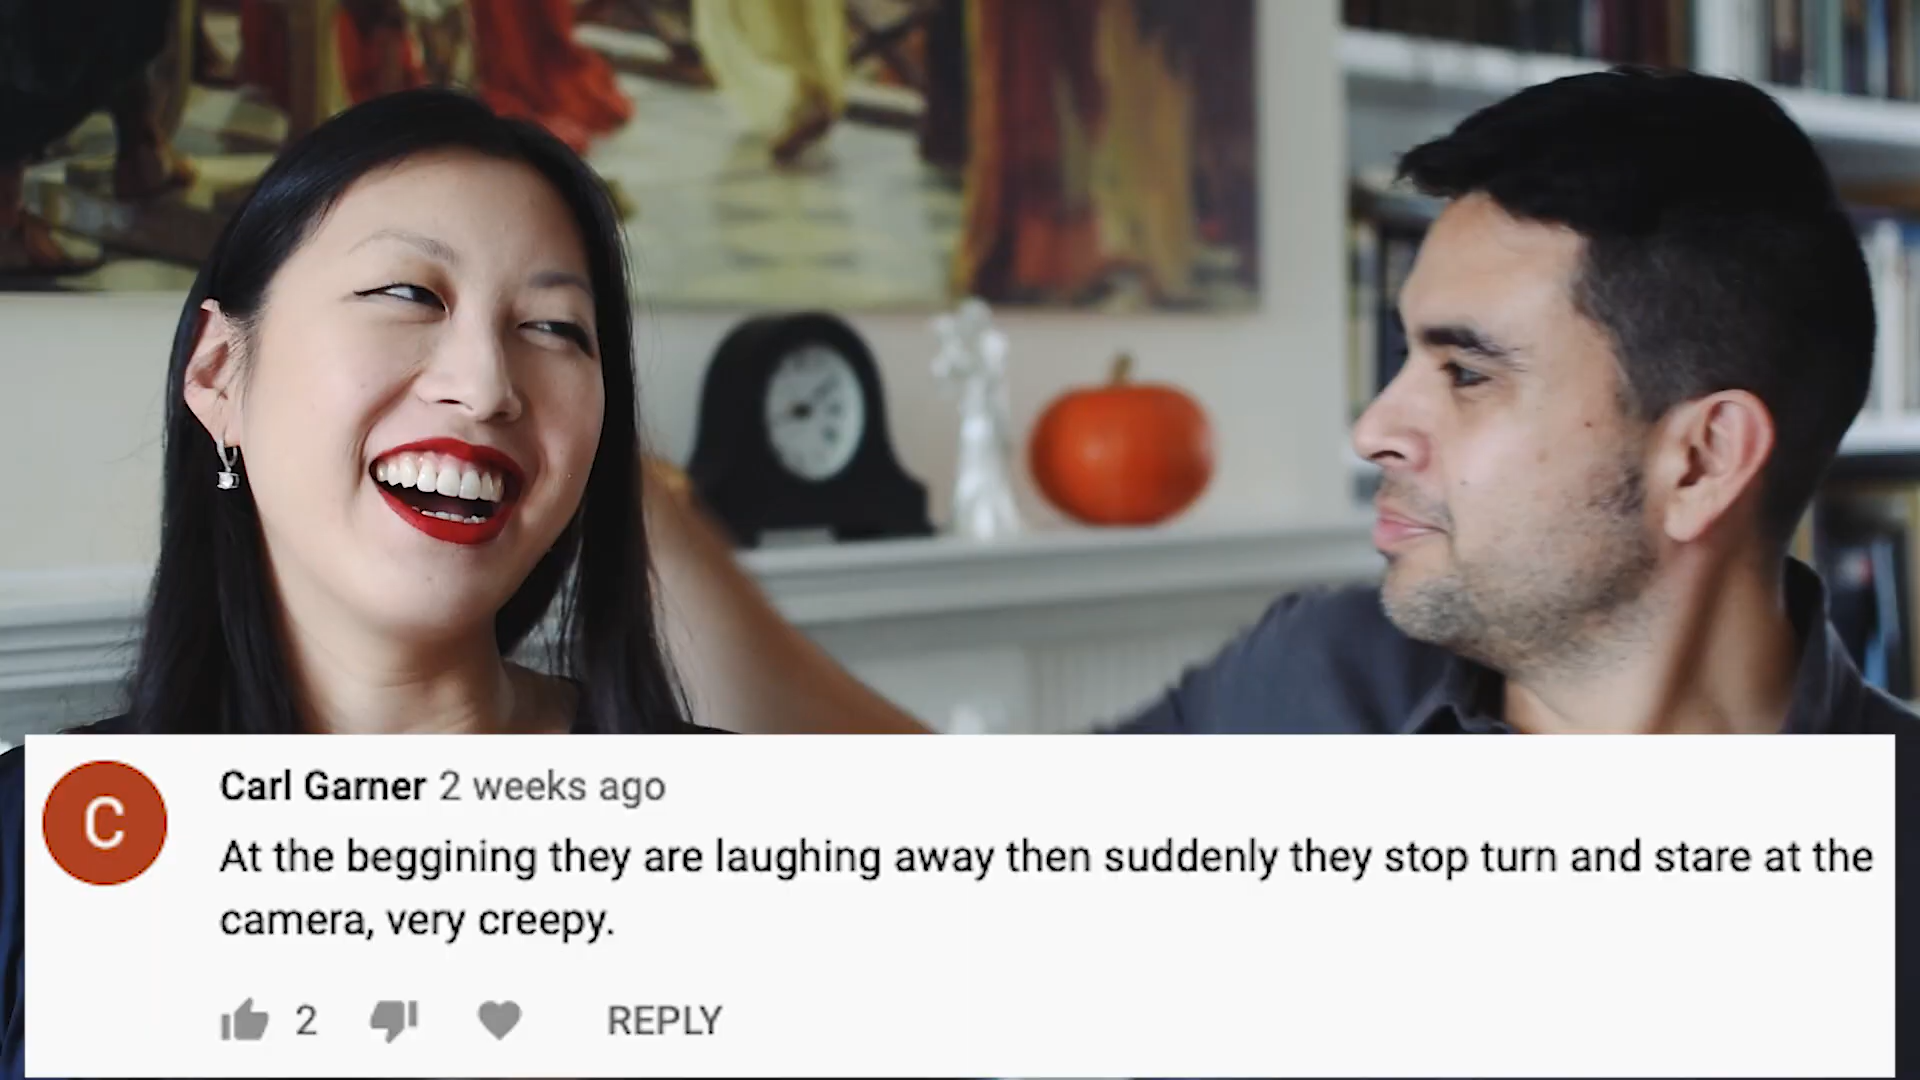 C
Carl Garner 2 weeks ago
At the beggining they are laughing away then suddenly they stop turn and stare at the
camera, very creepy.
2 REPLY